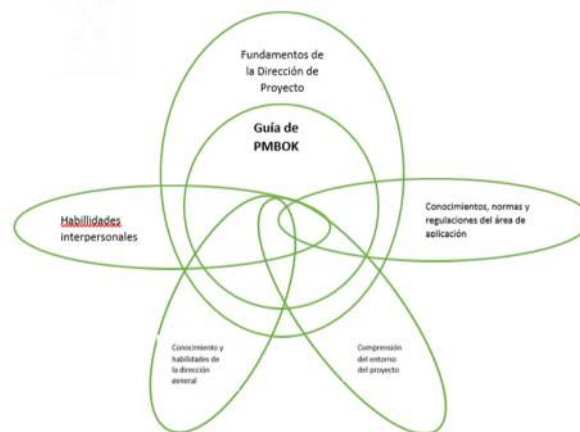 Fundamentos de
la Dirección de
Proyecto
Guía de
PMBOK
Habillidades
interpersonales
Conocimientos, normas y
regulaciones del área de
aplicación
Conocimiento y
habilidades de
la dirección
general
Comprensión
del entorno
del proyecto